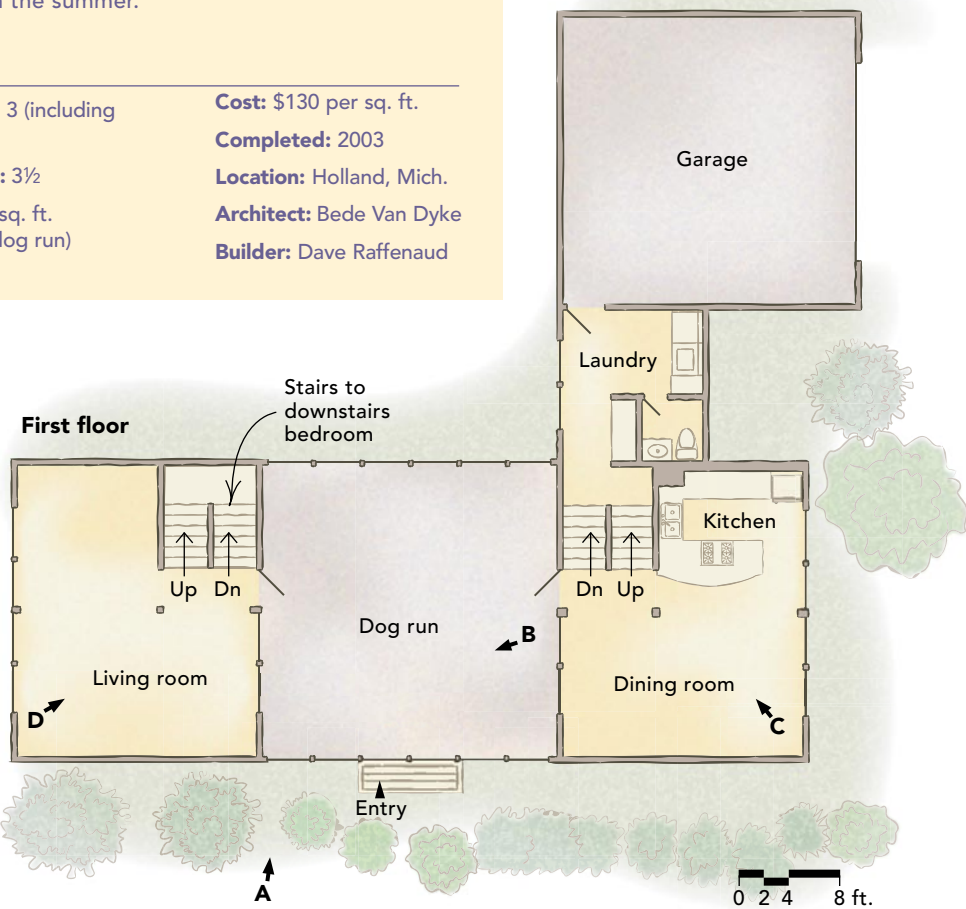 the summer.
3 (including
: 3½
sq. ft.
dog run)
Cost: $130 per sq. ft.
Completed: 2003
Location: Holland, Mich.
Architect: Bede Van Dyke
Builder: Dave Raffenaud
First floor
Stairs to
downstairs
bedroom
Garage
Laundry
Kitchen
Up Dn
Dn Up
Dog run
B
Living room
Dining room
D
C
Entry
A
0 2 4 8 ft.